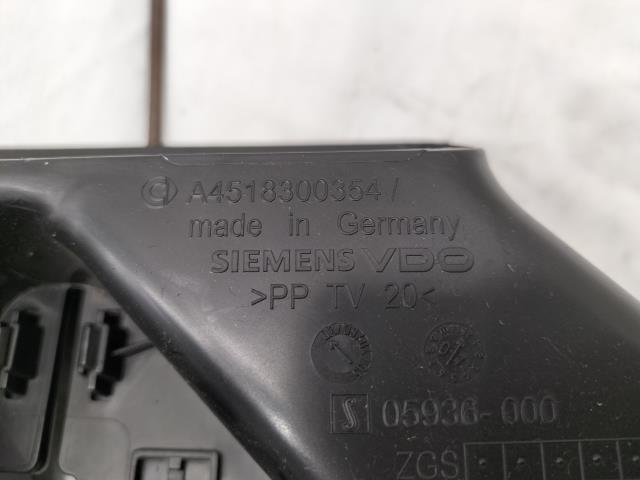 A4518300354/
made in Germany
SIEMENS VDO
>PP TV 20<
S 05936-000
ZGS